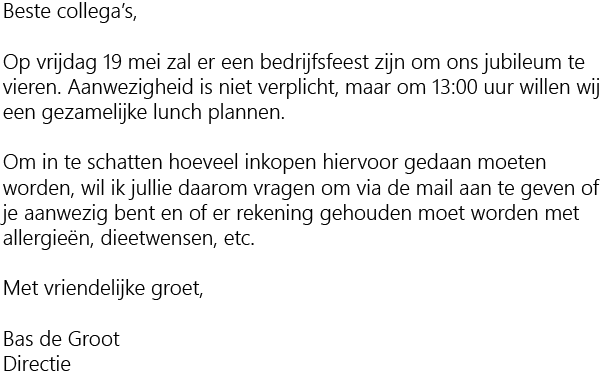 Beste collega's,
Op vrijdag 19 mei zal er een bedrijfsfeest zijn om ons jubileum te
vieren. Aanwezigheid is niet verplicht, maar om 13:00 uur willen wij
een gezamelijke lunch plannen.
Om in te schatten hoeveel inkopen hiervoor gedaan moeten
worden, wil ik jullie daarom vragen om via de mail aan te geven of
je aanwezig bent en of er rekening gehouden moet worden met
allergieën, dieetwensen, etc.
Met vriendelijke groet,
Bas de Groot
Directie